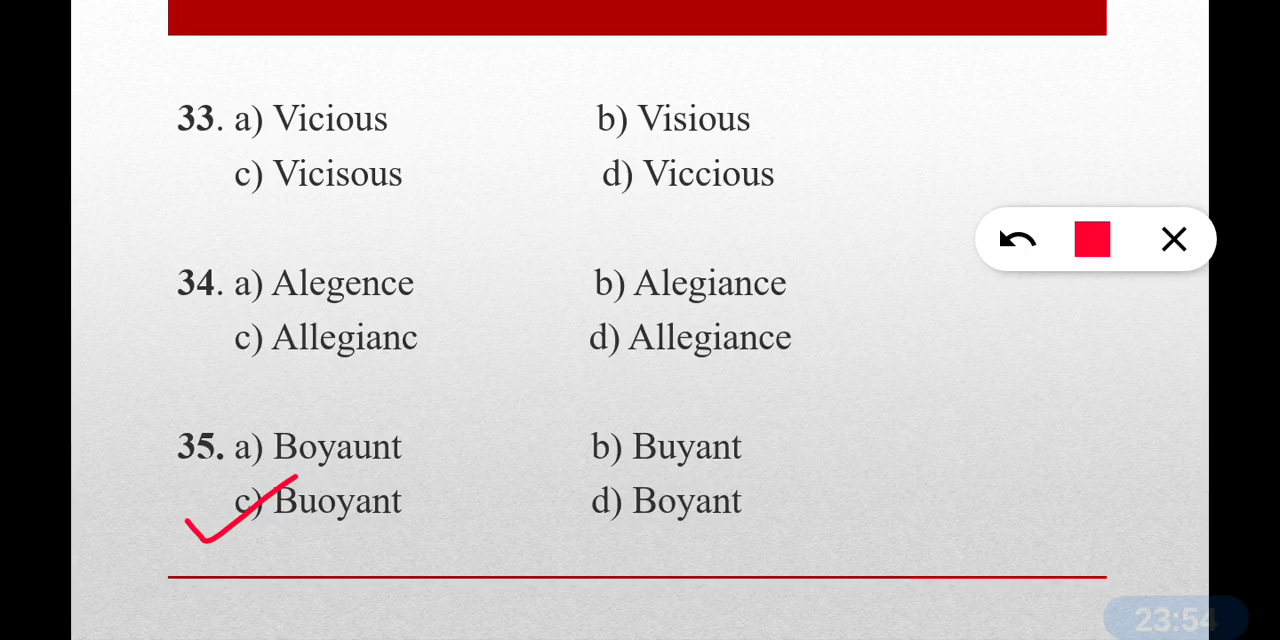 33. a) Vicious b) Visious
c) Vicisous d) Viccious
34. a) Alegence b) Alegiance
c) Allegianc d) Allegiance
35. a) Boyaunt b) Buyant
c) Buoyant d) Boyant
23:54